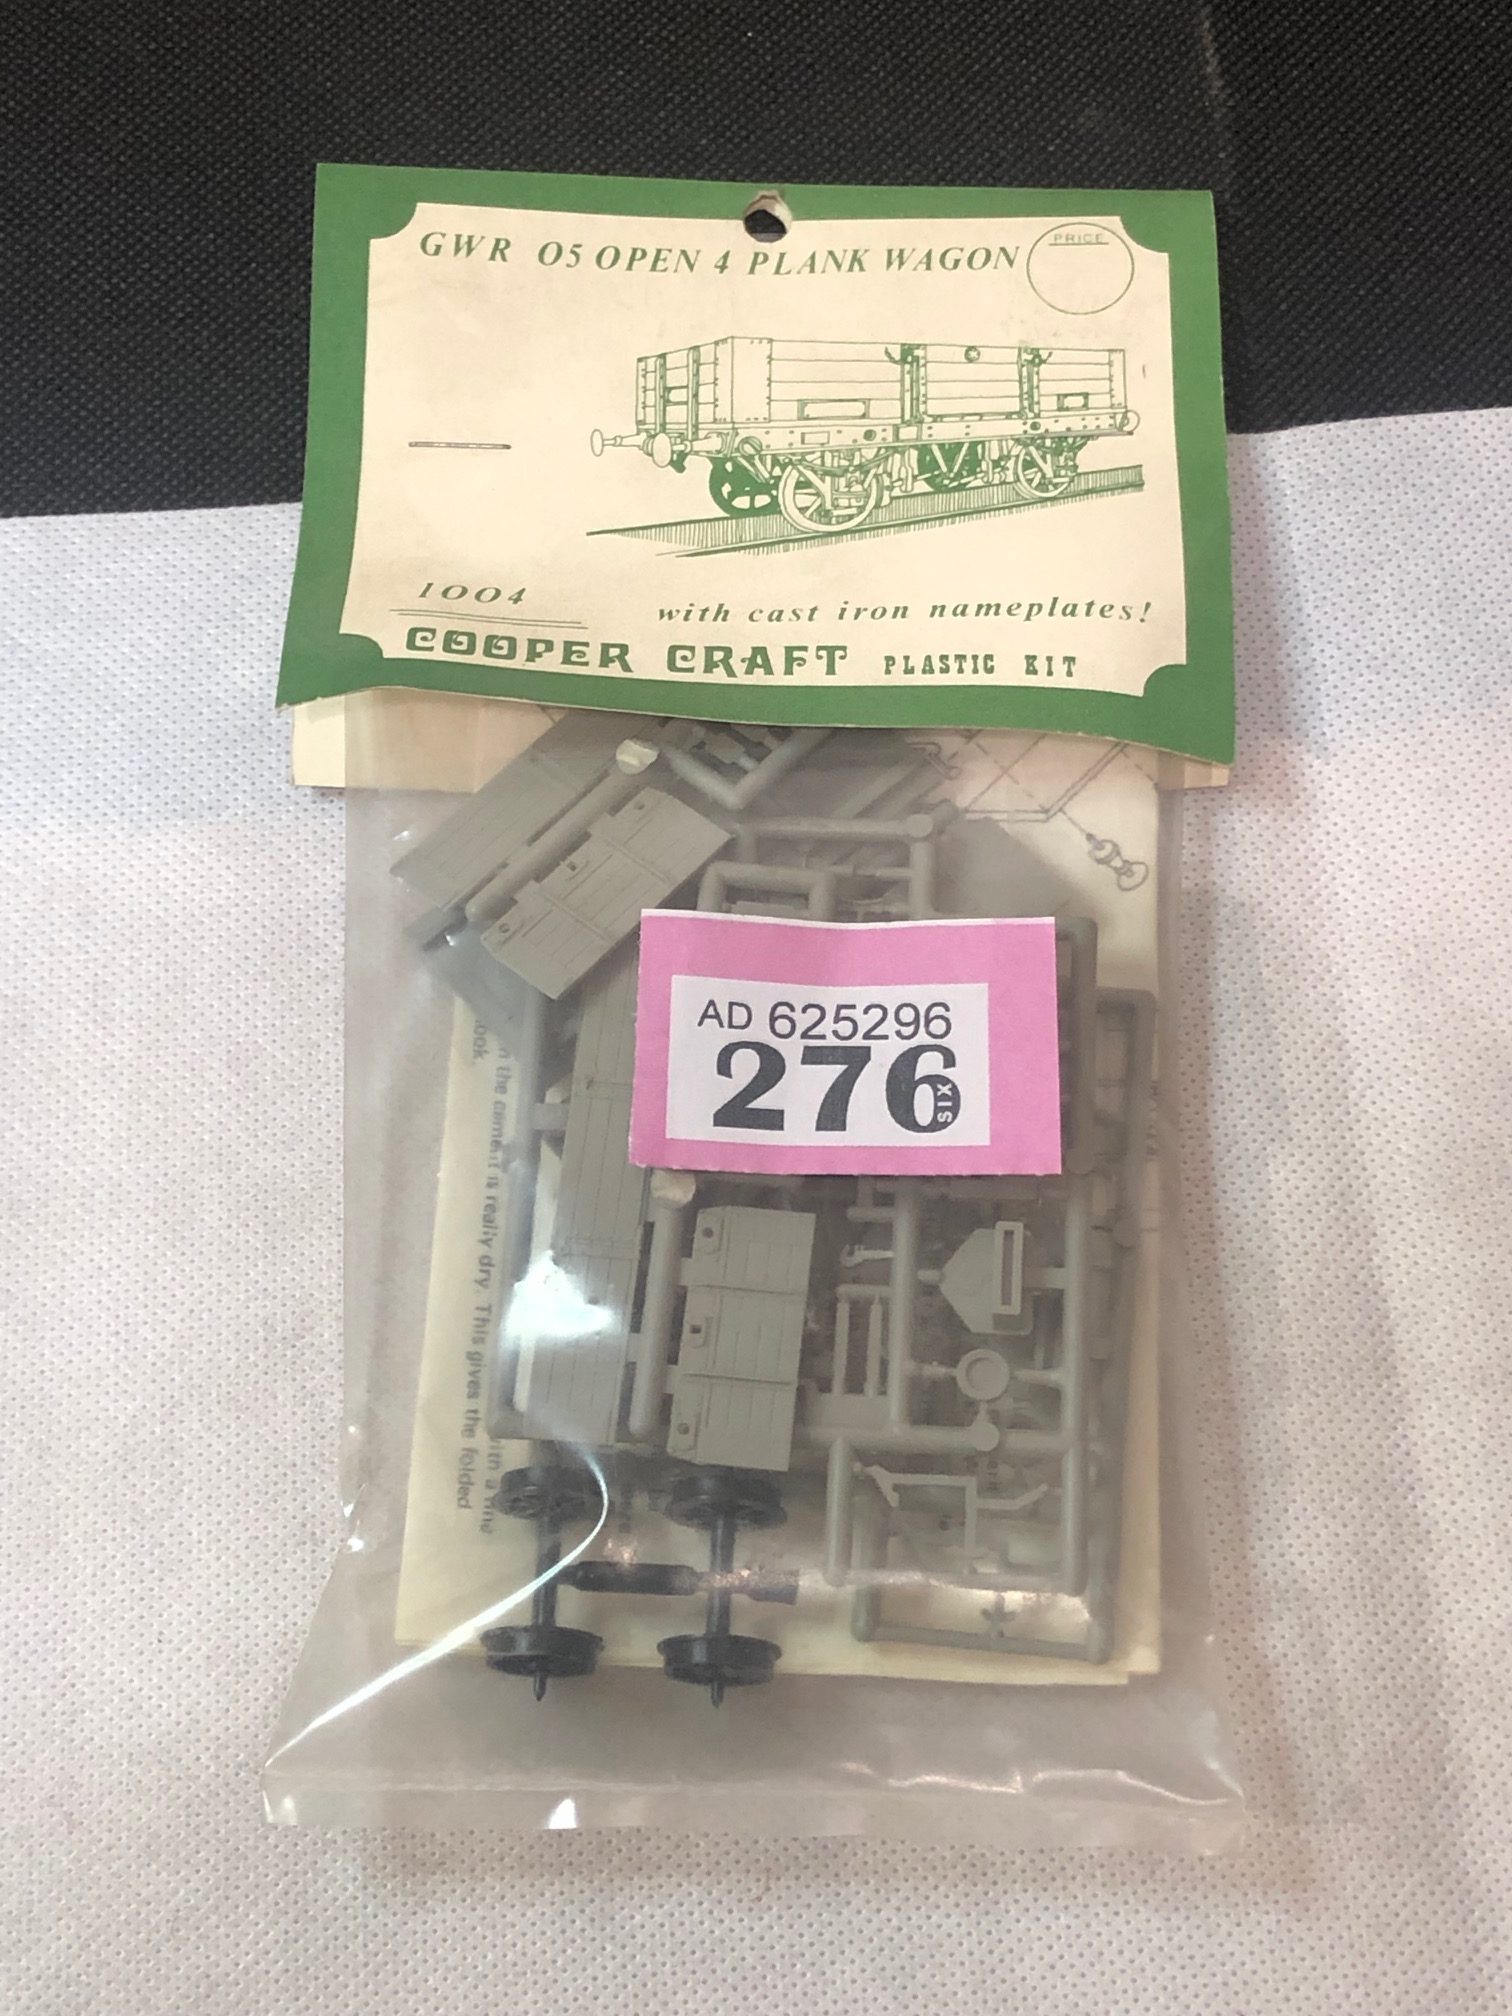 GWR O5 OPEN 4 PLANK WAGON
PRICE
1004
with cast iron nameplates!
COOPER CRAFT PLASTIC KIT
AD 625296
276
SIX
the cement is really dry. This gives the folded